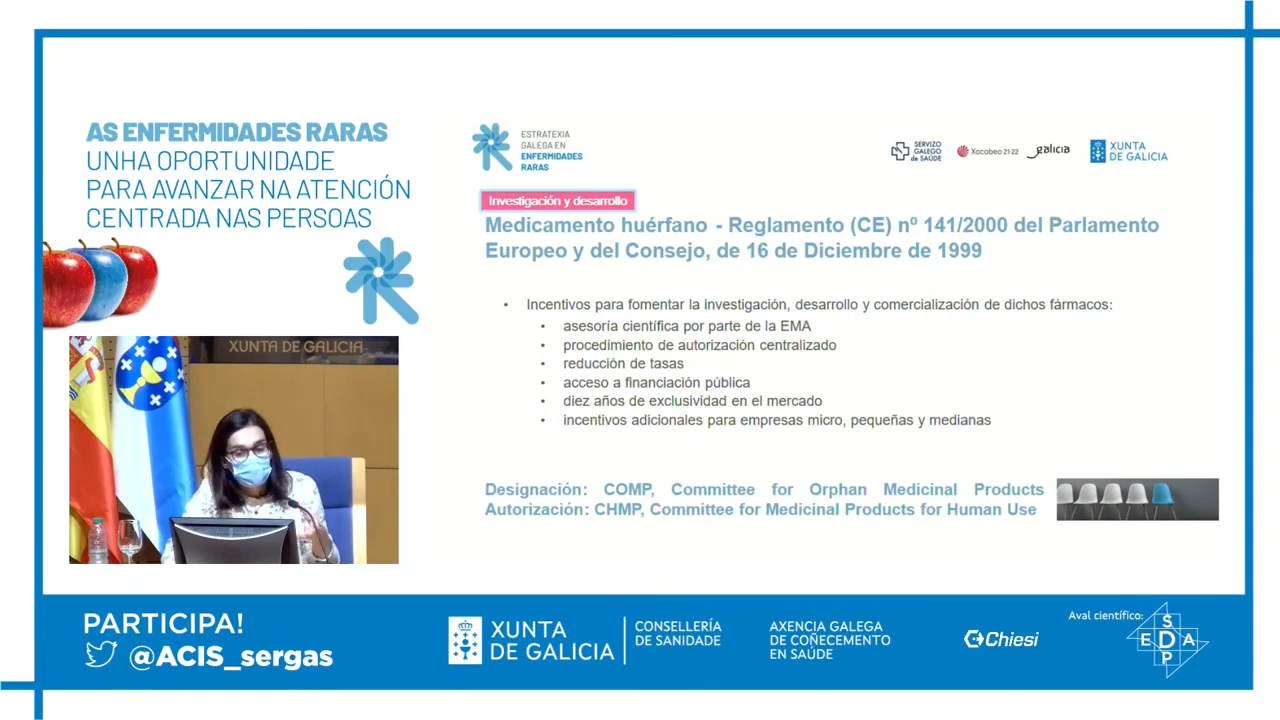 AS ENFERMIDADES RARAS
UNHA OPORTUNIDADE
PARA AVANZAR NA ATENCIÓN
CENTRADA NAS PERSOAS
XUNTA DE GALICIA
ESTRATEXIA
GALEGA EN
ENFERMIDADES
RARAS
SERVIZO
GALEGO
de SAÚDE
Xacobeo 21·22
galicia
XUNTA
DE GALICIA
Investigación y desarrollo
Medicamento huérfano - Reglamento (CE) nº 141/2000 del Parlamento
Europeo y del Consejo, de 16 de Diciembre de 1999
• Incentivos para fomentar la investigación, desarrollo y comercialización de dichos fármacos:
• asesoría científica por parte de la EMA
• procedimiento de autorización centralizado
• reducción de tasas
• acceso a financiación pública
• diez años de exclusividad en el mercado
• incentivos adicionales para empresas micro, pequeñas y medianas
Designación: COMP, Committee for Orphan Medicinal Products
Autorización: CHMP, Committee for Medicinal Products for Human Use
PARTICIPA!
@ACIS_sergas
XUNTA
DE GALICIA
CONSELLERÍA
DE SANIDADE
AXENCIA GALEGA
DE COÑECEMENTO
EN SAÚDE
Chiesi
Aval científico:
S
E D A
P